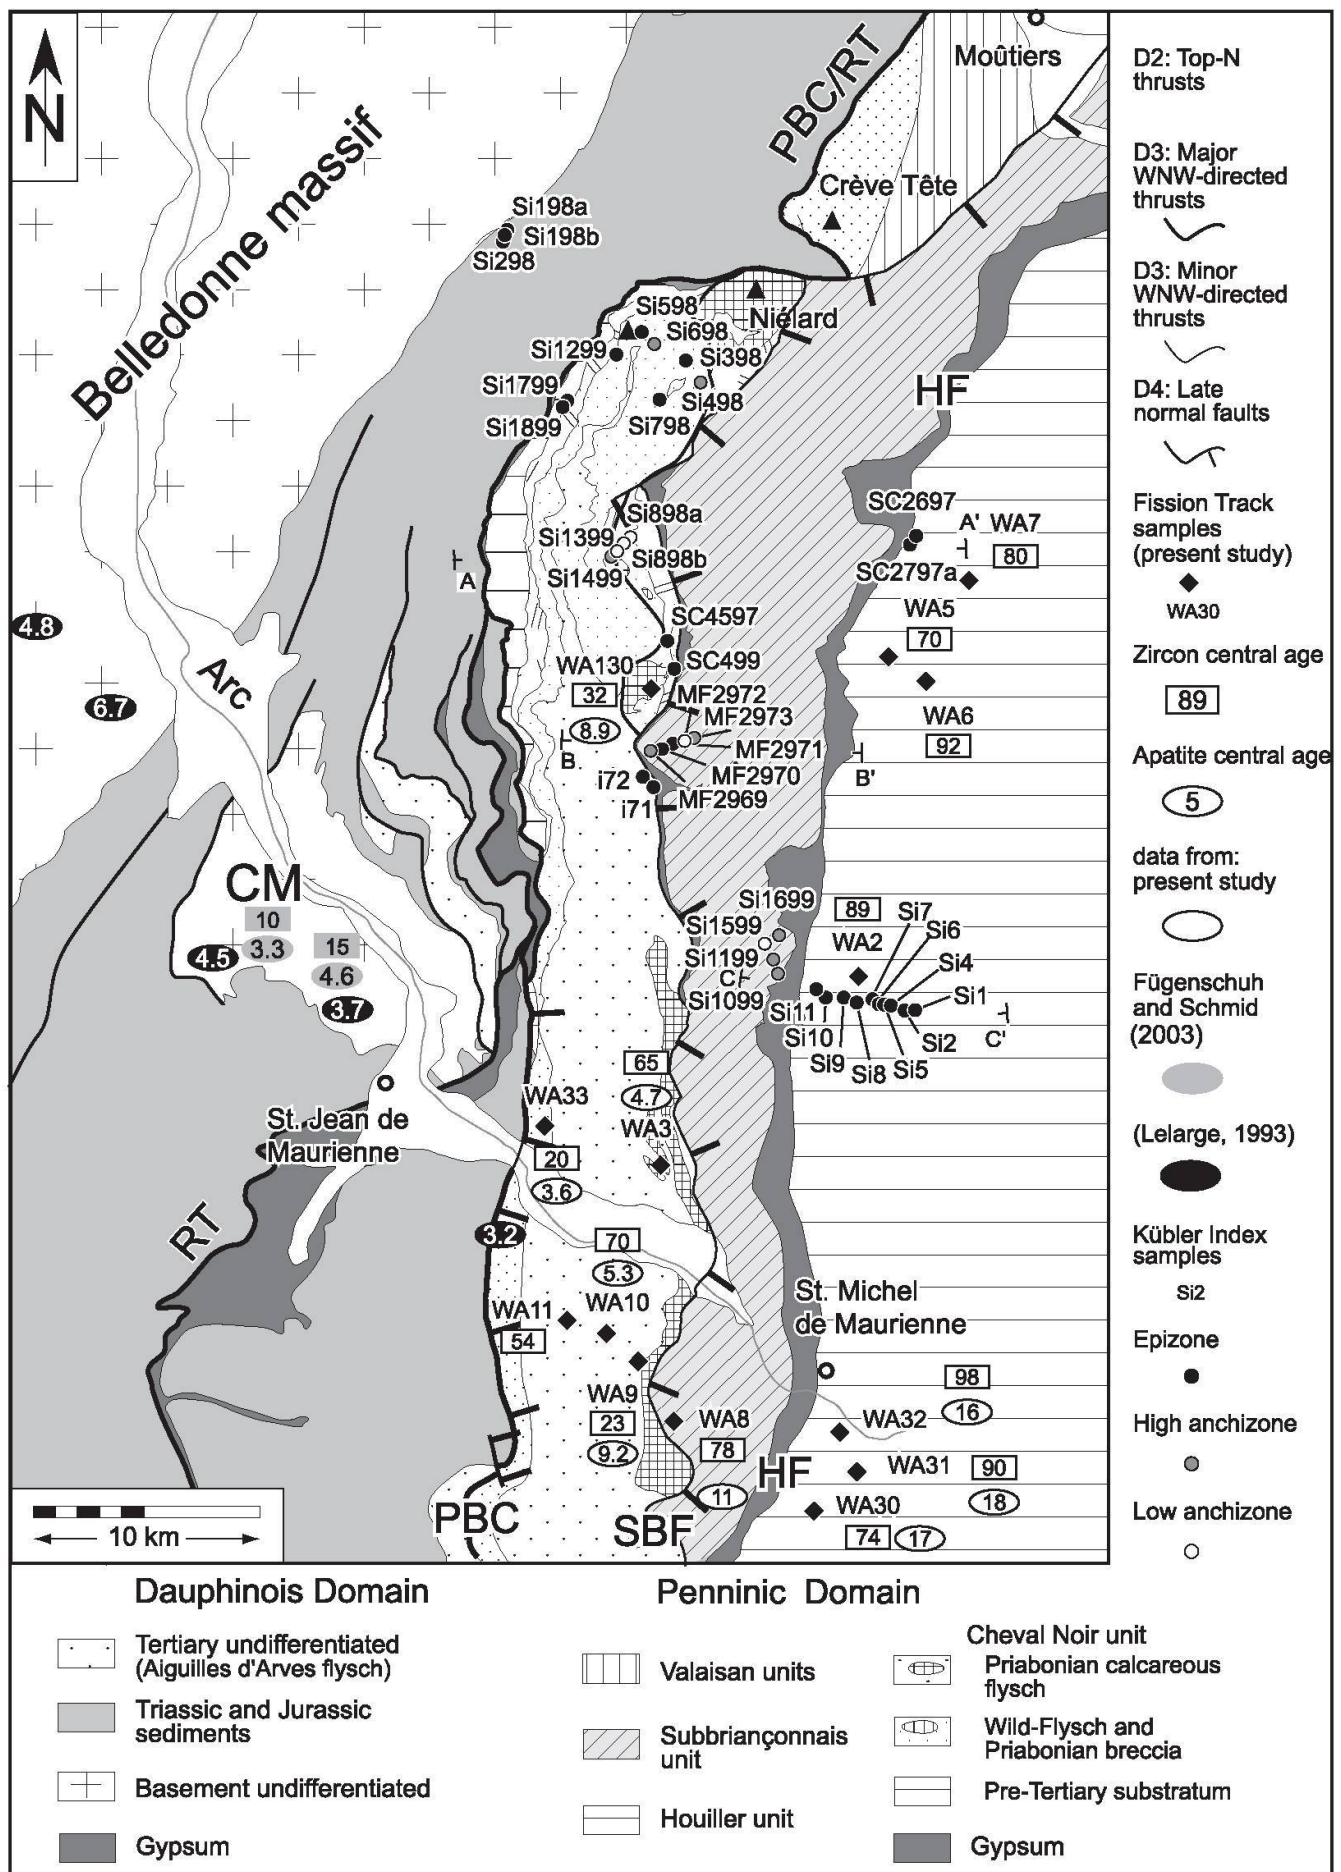 N
Belledonne massif
PBC/RT
Moûtiers
Crève Tête
Si198a
Si198b
Si298
Si598
Niélard
Si698
Si1299
Si398
Si1799
Si498
Si1899
Si798
HF
SC2697
Si898a
A'
WA7
Si1399
80
Si898b
A
Si1499
SC2797a
WA5
SC4597
4.8
70
Arc
WA130
SC499
32
MF2972
6.7
MF2973
WA6
8.9
92
MF2971
B
B'
MF2970
i72
MF2969
i71
CM
Si1699
89
Si7
10
Si1599
Si6
3.3
15
WA2
4.5
Si1199
Si4
4.6
C
Si1
3.7
Si1099
Si11
Si10
C'
Si2
Si9
Si8
Si5
65
WA33
4.7
St. Jean de
Maurienne
WA3
20
3.6
RT
3.2
70
5.3
St. Michel
de Maurienne
WA11
WA10
54
98
WA9
16
23
WA8
WA32
9.2
78
HF
WA31
90
11
18
WA30
PBC
SBF
74
17
10 km
D2: Top-N
thrusts
D3: Major
WNW-directed
thrusts
D3: Minor
WNW-directed
thrusts
D4: Late
normal faults
Fission Track
samples
(present study)
WA30
Zircon central age
89
Apatite central age
5
data from:
present study
Fügenschuh
and Schmid
(2003)
(Lelarge, 1993)
Kübler Index
samples
Si2
Epizone
High anchizone
Low anchizone
Dauphinois Domain
Tertiary undifferentiated
(Aiguilles d'Arves flysch)
Triassic and Jurassic
sediments
Basement undifferentiated
Gypsum
Penninic Domain
Valaisan units
Subbriançonnais
unit
Houiller unit
Cheval Noir unit
Priabonian calcareous
flysch
Wild-Flysch and
Priabonian breccia
Pre-Tertiary substratum
Gypsum